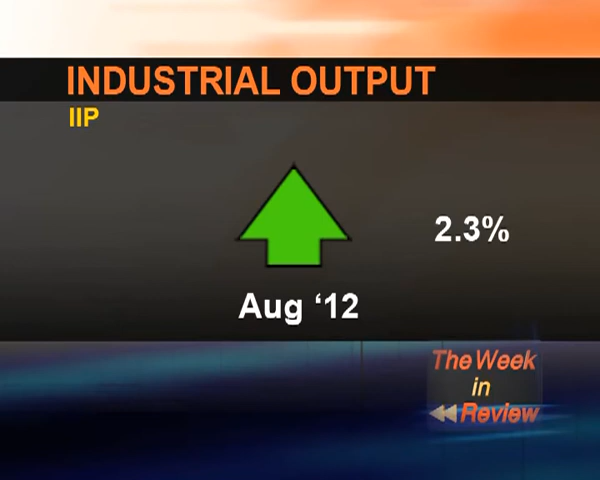 INDUSTRIAL OUTPUT
IIP
2.3%
Aug ‘12
The Week
in
Review